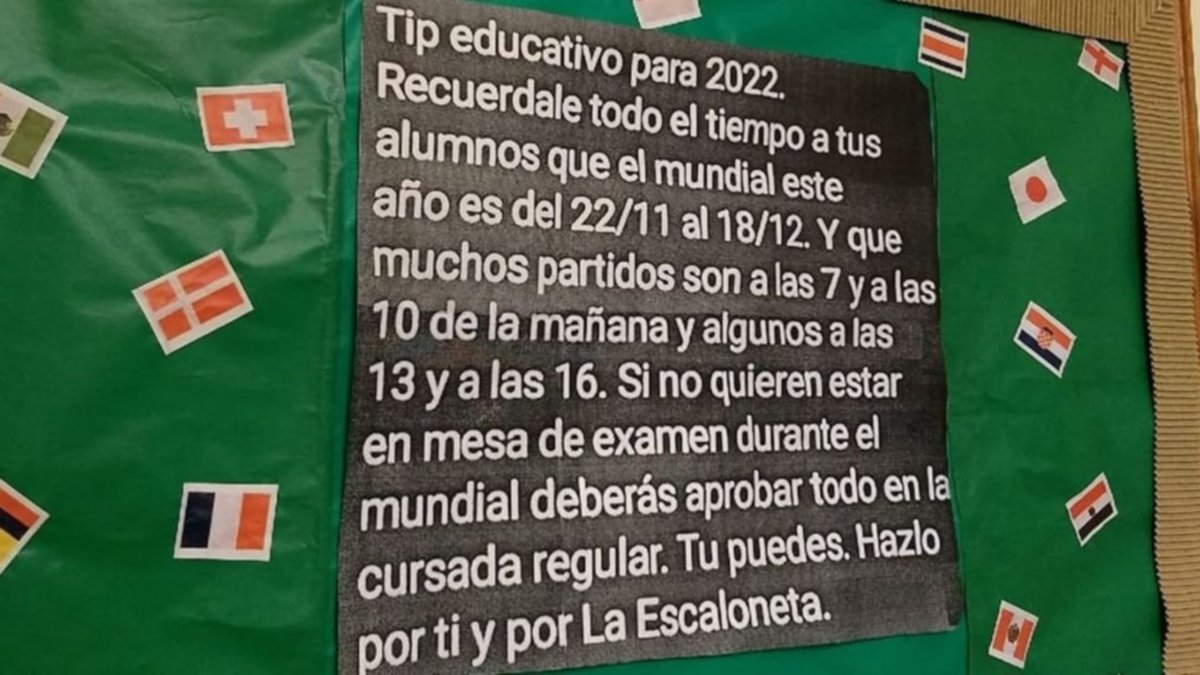 Tip educativo para 2022.
Recuerdale todo el tiempo a tus
alumnos que el mundial este
año es del 22/11 al 18/12. Y que
muchos partidos son a las 7 y a las
10 de la mañana y algunos a las
13 y a las 16. Si no quieren estar
en mesa de examen durante el
mundial deberás aprobar todo en la
cursada regular. Tu puedes. Hazlo
por ti y por La Escaloneta.